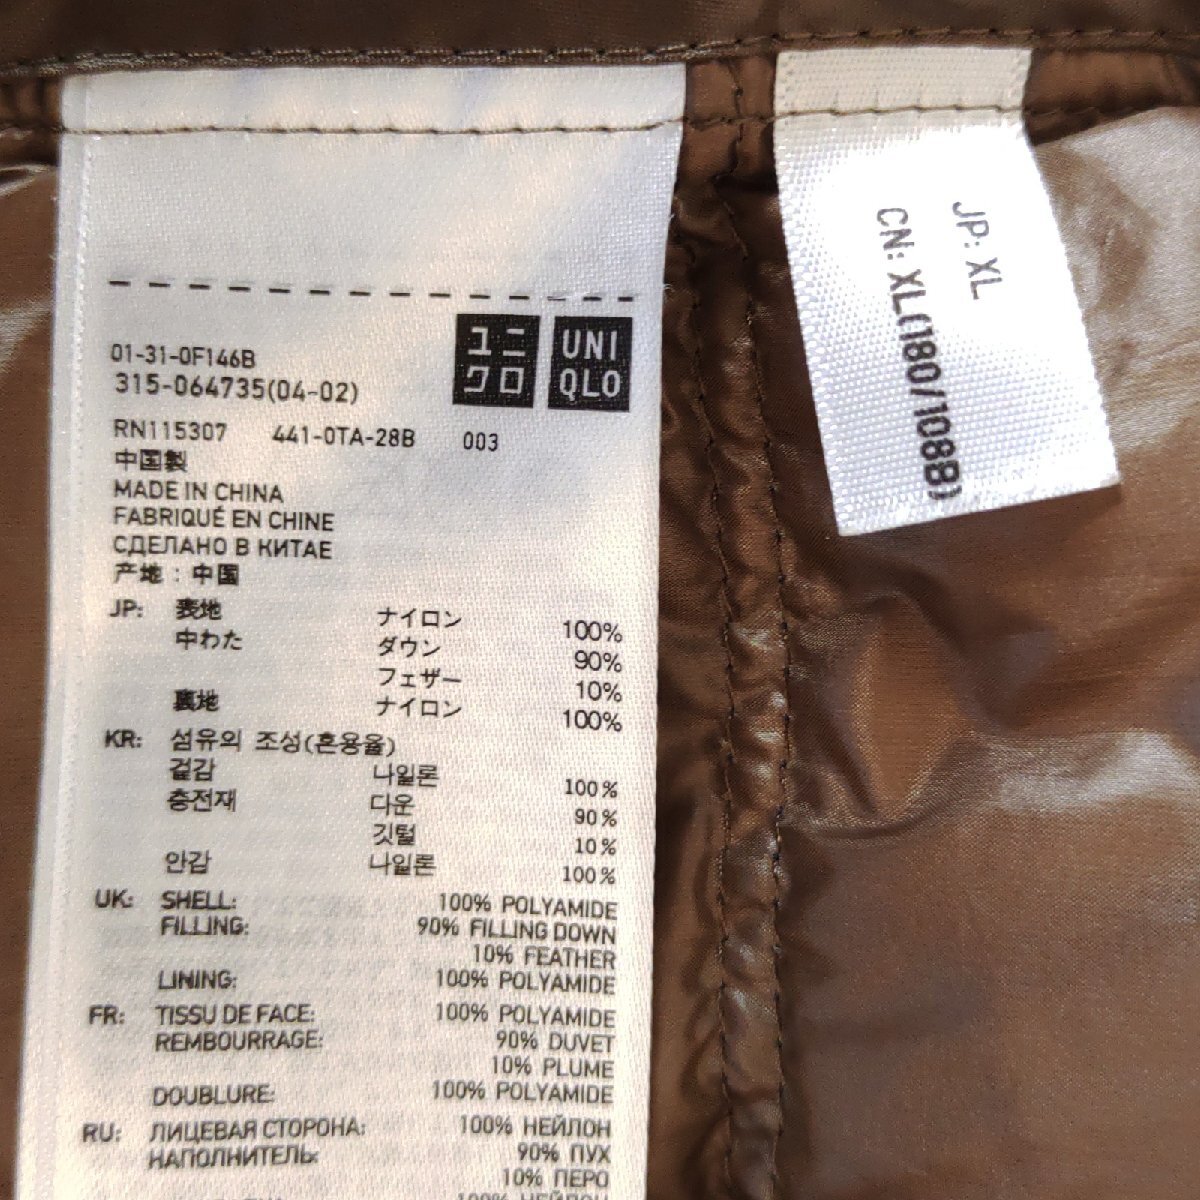 ユニ
クロ
UNI
QLO
01-31-0F146B
315-064735(04-02)
RN115307 441-0TA-28B 003
中国製
MADE IN CHINA
FABRIQUÉ EN CHINE
СДЕЛАНО В КИТАЕ
产地：中国
JP: 表地 ナイロン 100%
中わた ダウン 90%
フェザー 10%
裏地 ナイロン 100%
KR: 섬유의 조성(혼용율)
겉감 나일론 100%
충전재 다운 90%
깃털 10%
안감 나일론 100%
UK: SHELL: 100% POLYAMIDE
FILLING: 90% FILLING DOWN
10% FEATHER
LINING: 100% POLYAMIDE
FR: TISSU DE FACE: 100% POLYAMIDE
REMBOURRAGE: 90% DUVET
10% PLUME
DOUBLURE: 100% POLYAMIDE
RU: ЛИЦЕВАЯ СТОРОНА: 100% НЕЙЛОН
НАПОЛНИТЕЛЬ: 90% ПУХ
10% ПЕРО
100% НЕЙЛОН
JP: XL
CN: XL(180/108B)